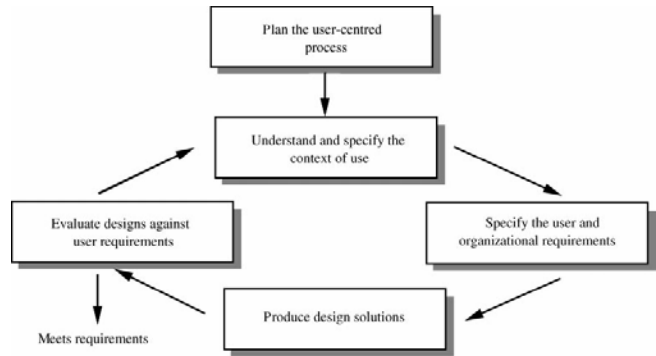 Plan the user-centred
process
Understand and specify the
context of use
Evaluate designs against
user requirements
Specify the user and
organizational requirements
Produce design solutions
Meets requirements